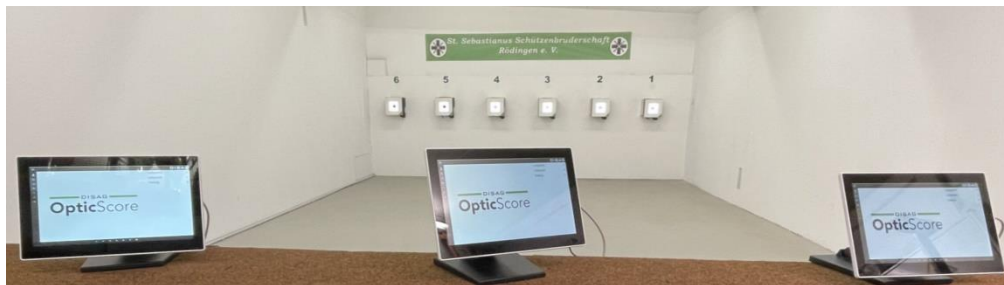 St. Sebastianus Schützenbruderschaft
Rödingen e. V.
6 5 4 3 2 1
DISAG
OpticScore
DISAG
OpticScore
DISAG
OpticScore